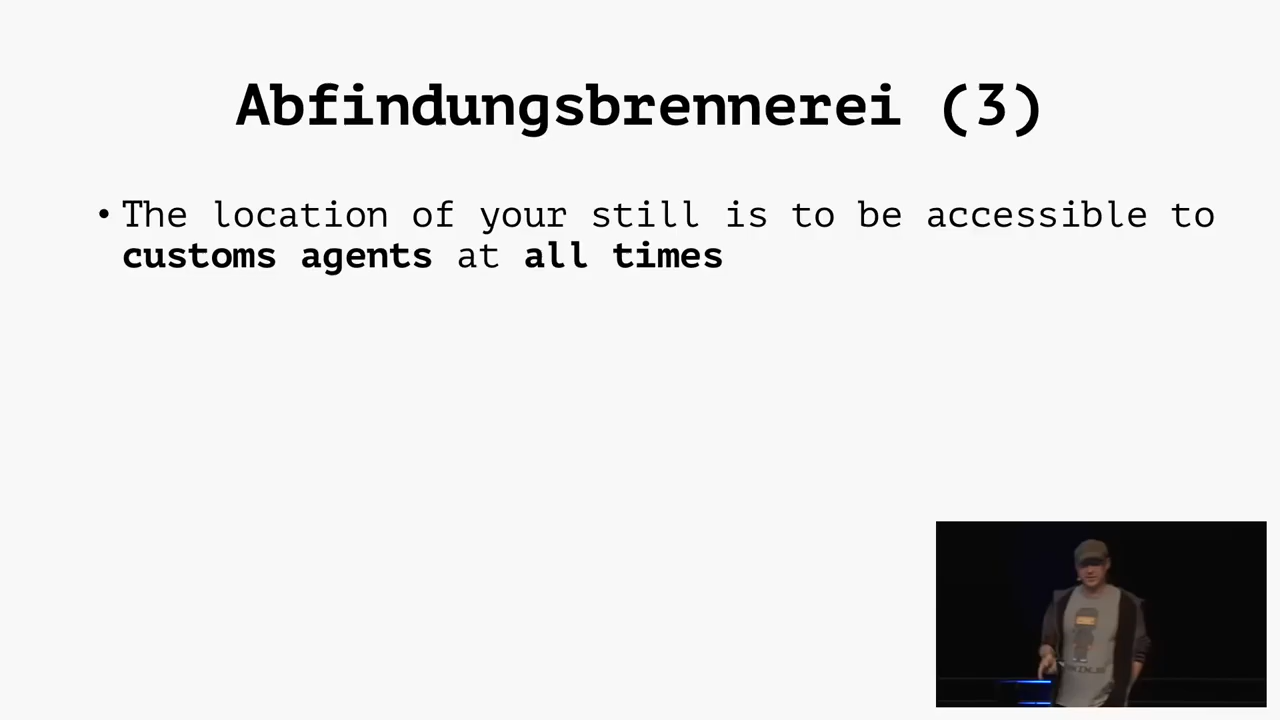 Abfindungsbrennerei (3)
• The location of your still is to be accessible to
customs agents at all times